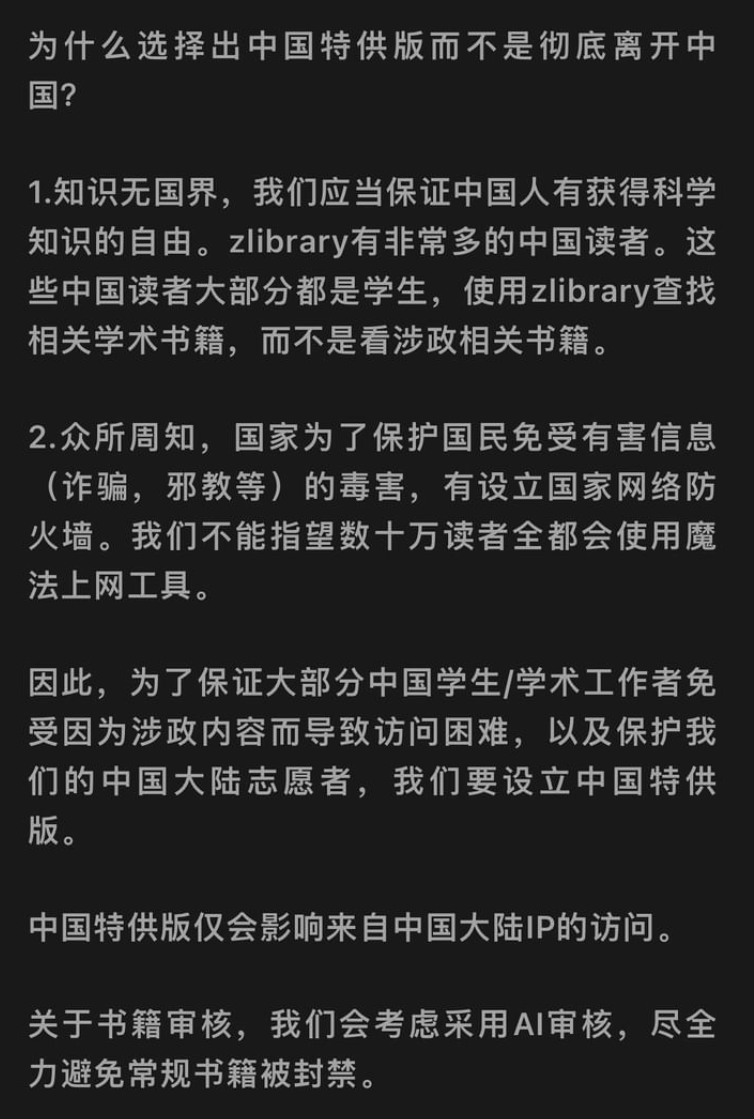 为什么选择出中国特供版而不是彻底离开中
国?
1.知识无国界，我们应当保证中国人有获得科学
知识的自由。zlibrary有非常多的中国读者。这
些中国读者大部分都是学生，使用zlibrary查找
相关学术书籍，而不是看涉政相关书籍。
2.众所周知，国家为了保护国民免受有害信息
（诈骗，邪教等）的毒害，有设立国家网络防
火墙。我们不能指望数十万读者全都会使用魔
法上网工具。
因此，为了保证大部分中国学生/学术工作者免
受因为涉政内容而导致访问困难，以及保护我
们的中国大陆志愿者，我们要设立中国特供
版。
中国特供版仅会影响来自中国大陆IP的访问。
关于书籍审核，我们会考虑采用AI审核，尽全
力避免常规书籍被封禁。